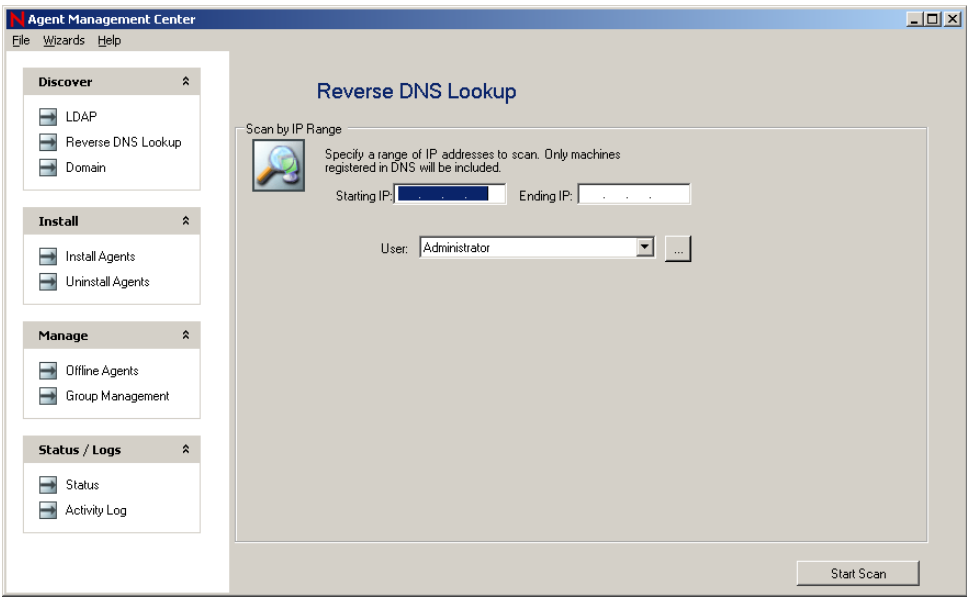 Agent Management Center
File Wizards Help
Discover
LDAP
Reverse DNS Lookup
Domain
Install
Install Agents
Uninstall Agents
Manage
Offline Agents
Group Management
Status / Logs
Status
Activity Log
Reverse DNS Lookup
Scan by IP Range
Specify a range of IP addresses to scan. Only machines
registered in DNS will be included.
Starting IP: . . . Ending IP: . . .
User: Administrator ...
Start Scan